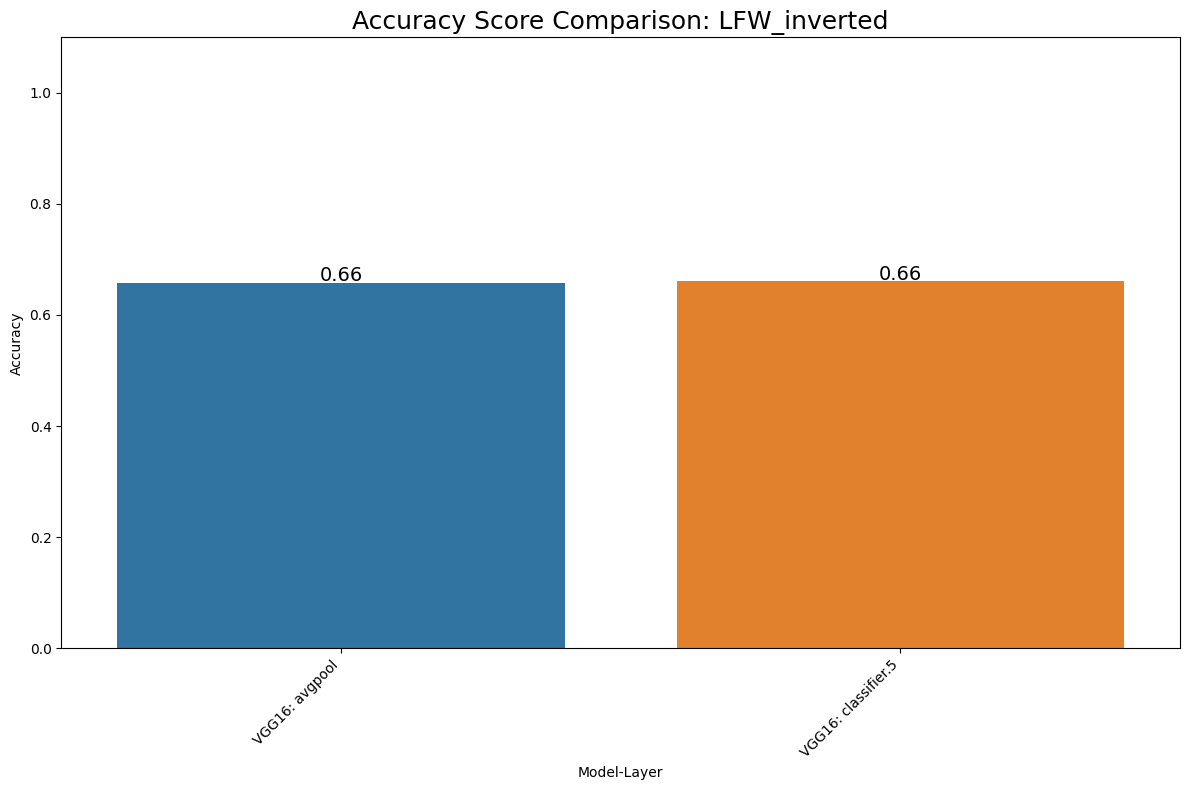 Accuracy Score Comparison: LFW_inverted
1.0
0.8
0.6
0.4
0.2
0.0
Accuracy
0.66
0.66
VGG16: avgpool
VGG16: classifier.5
Model-Layer